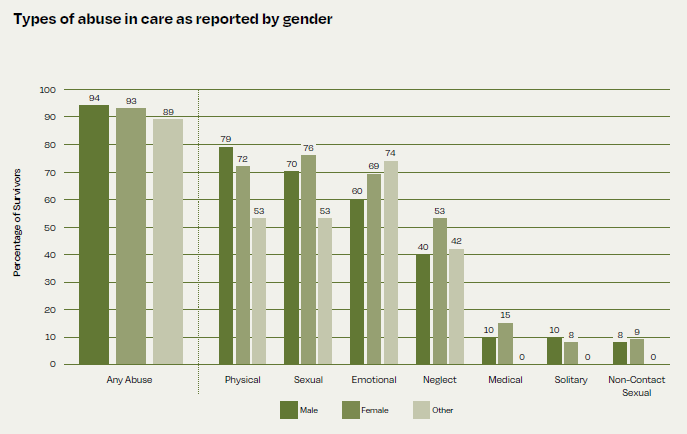 Types of abuse in care as reported by gender
Percentage of Survivors
100
90
80
70
60
50
40
30
20
10
0
94 93 89
79 72 53
70 76 53
60 69 74
40 53 42
10 15 0
10 8 0
8 9 0
Any Abuse Physical Sexual Emotional Neglect Medical Solitary Non-Contact
Sexual
Male Female Other